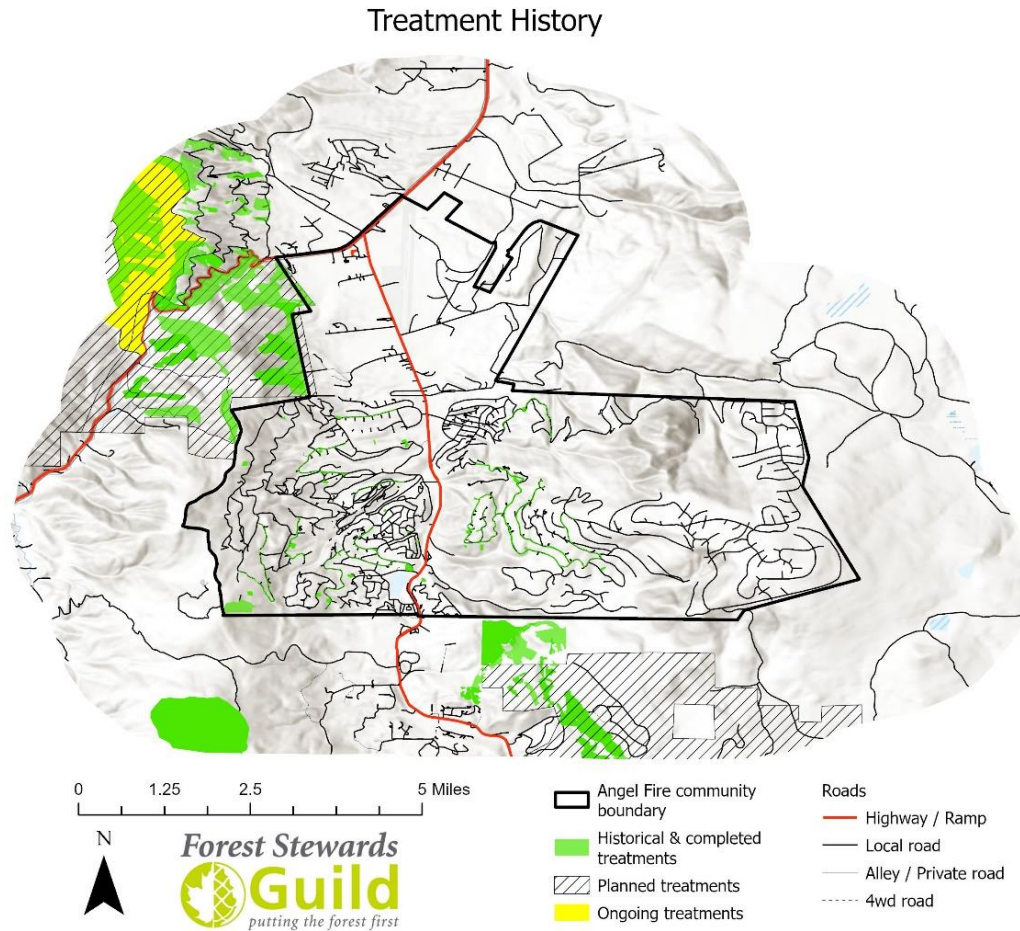 Treatment History
0 1.25 2.5 5 Miles
N
Forest Stewards
Guild
putting the forest first
Angel Fire community
boundary
Historical & completed
treatments
Planned treatments
Ongoing treatments
Roads
Highway / Ramp
Local road
Alley / Private road
4wd road